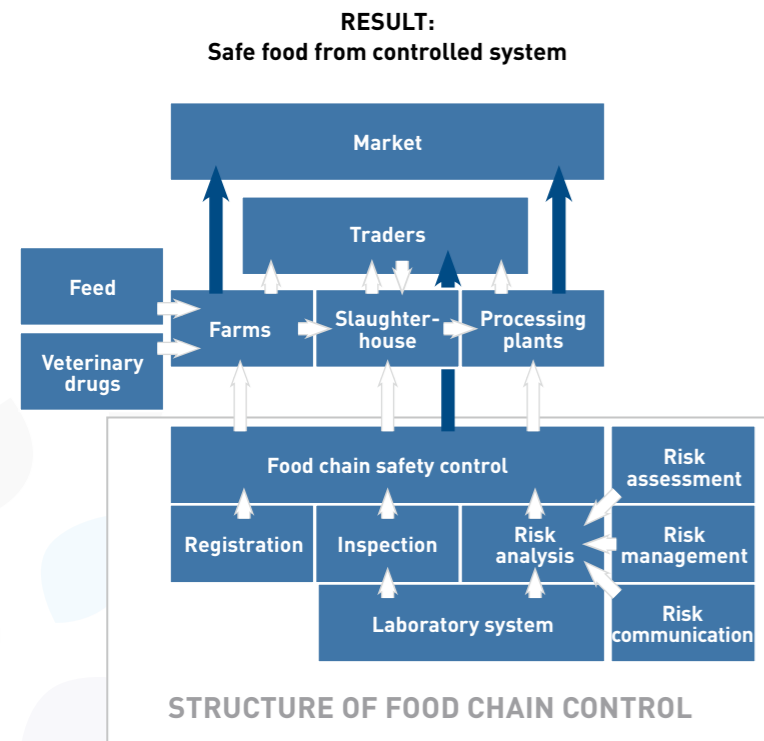 RESULT:
Safe food from controlled system
Market
Traders
Feed
Veterinary
drugs
Farms
Slaughter-
house
Processing
plants
Food chain safety control
Risk
assessment
Registration
Inspection
Risk
analysis
Risk
management
Laboratory system
Risk
communication
STRUCTURE OF FOOD CHAIN CONTROL